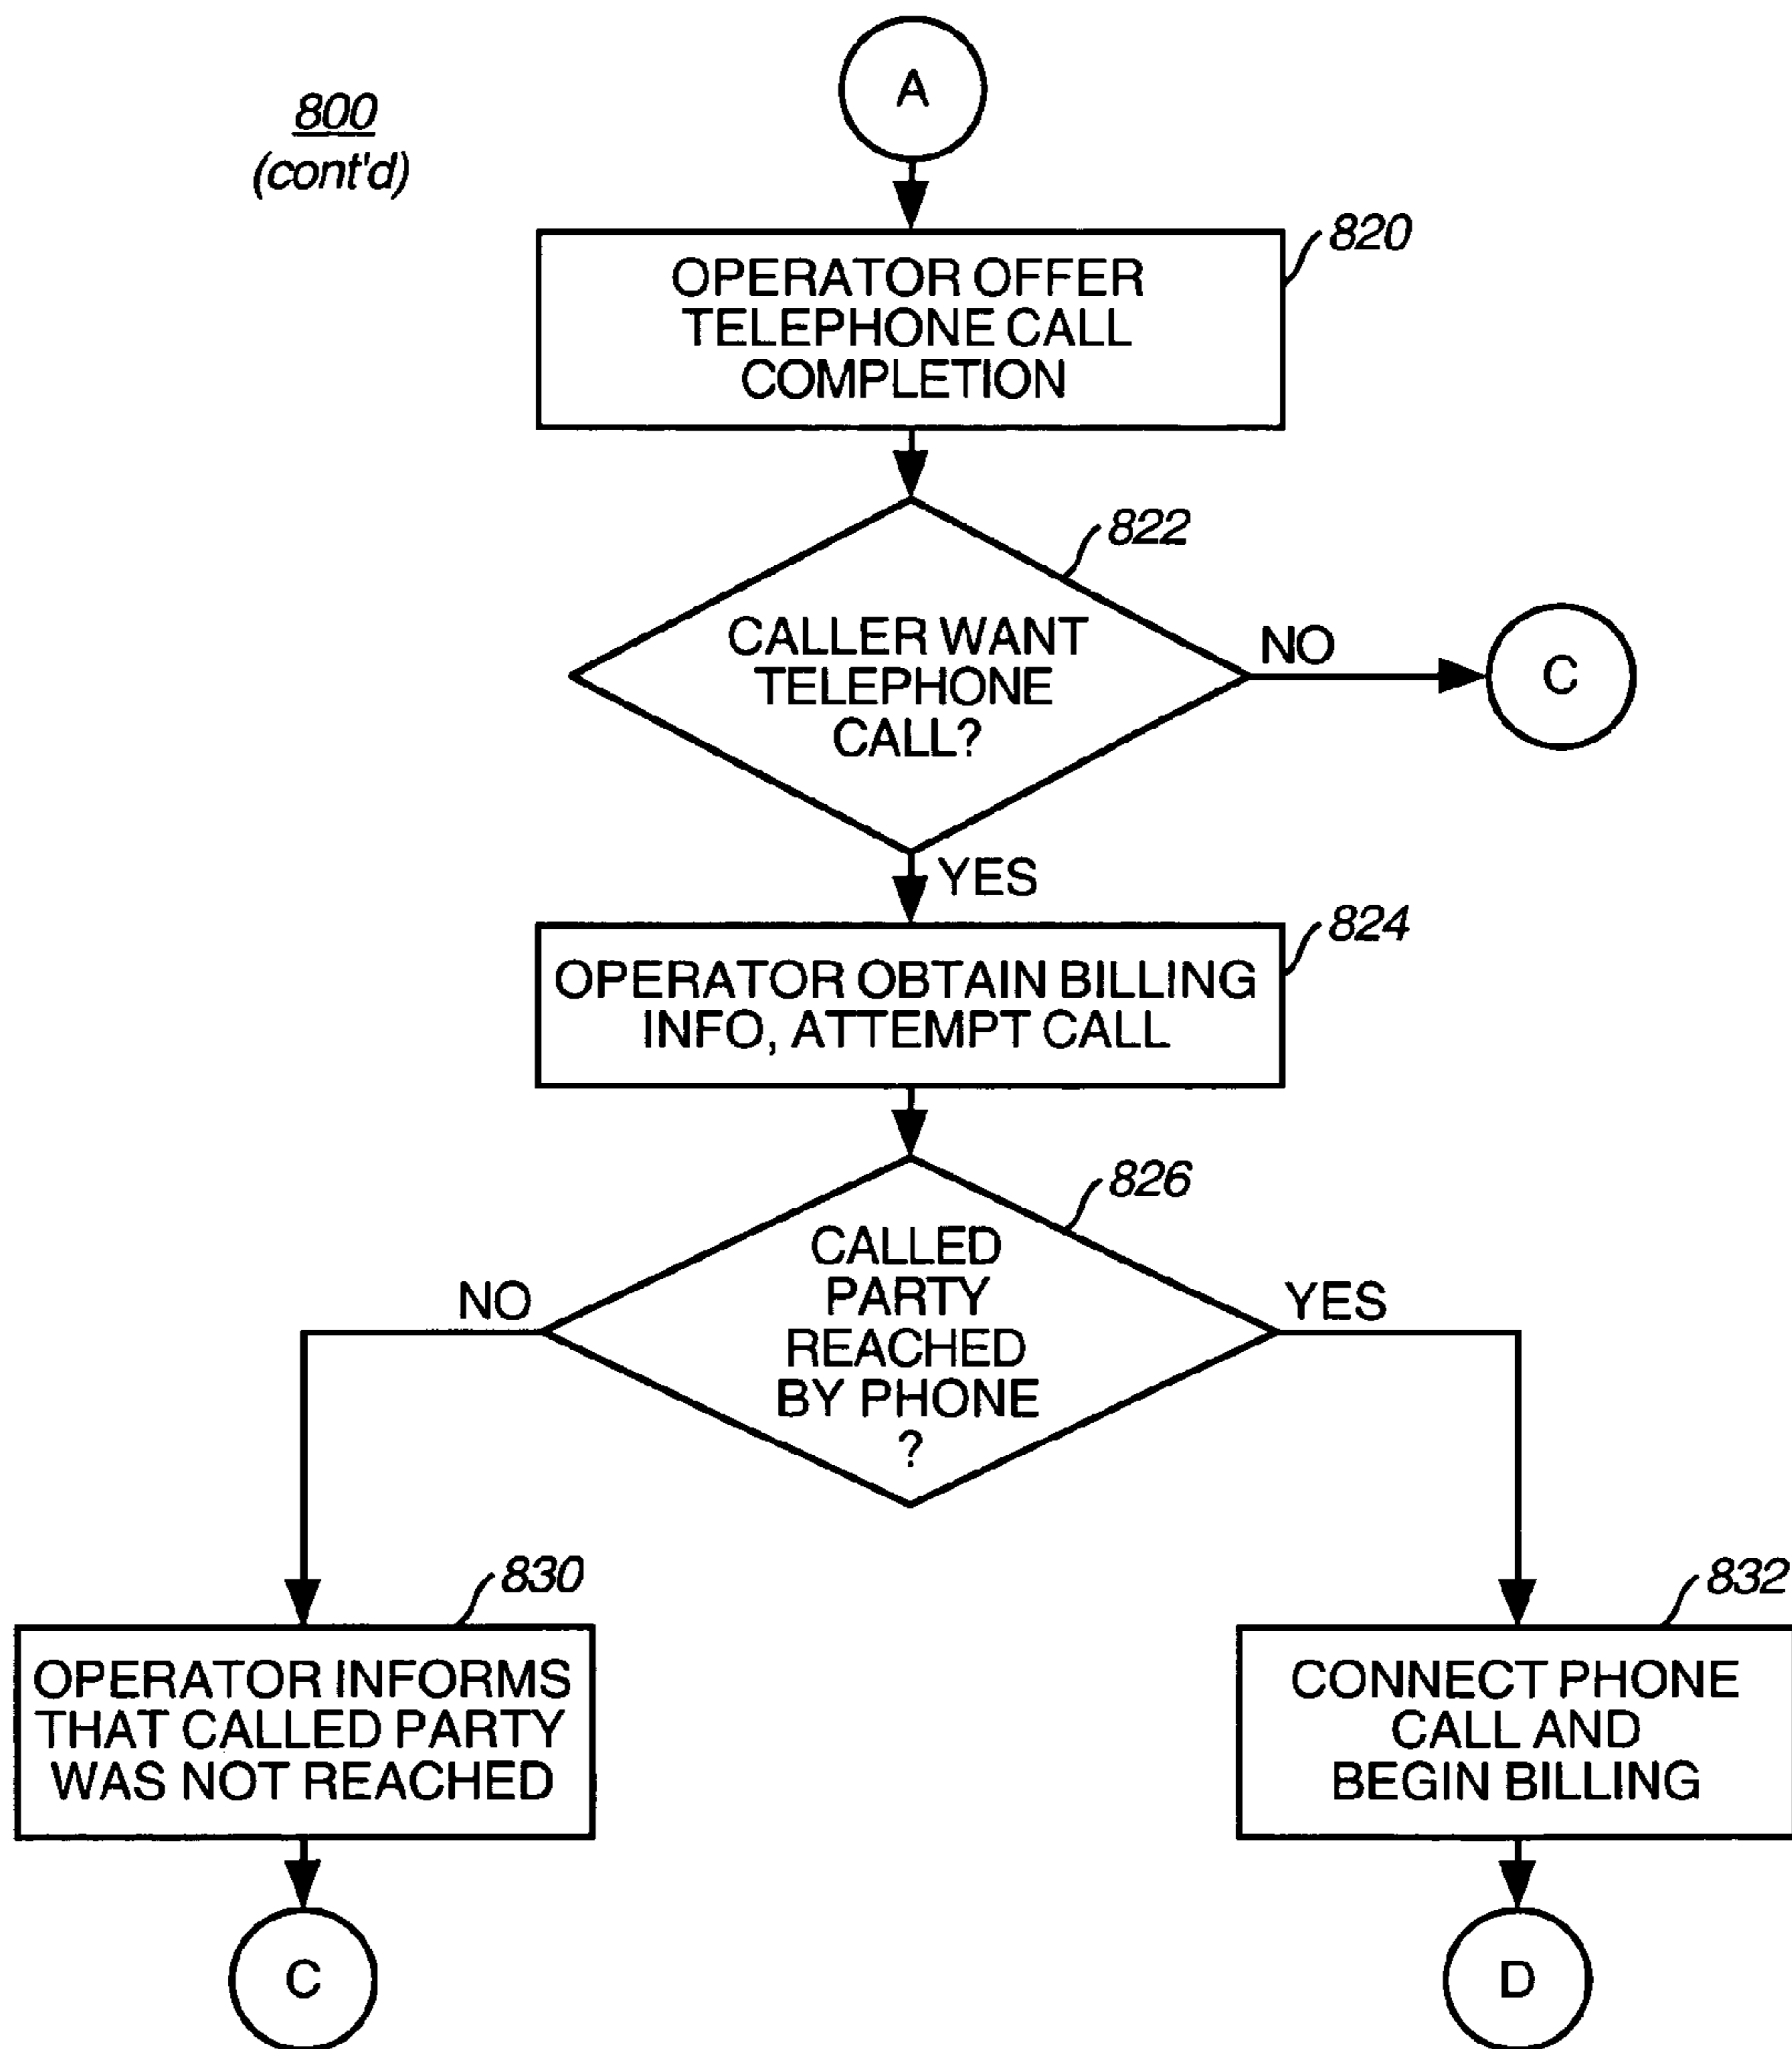 A
800
(cont'd)
820
OPERATOR OFFER
TELEPHONE CALL
COMPLETION
822
CALLER WANT
TELEPHONE
CALL?
NO
C
YES
824
OPERATOR OBTAIN BILLING
INFO, ATTEMPT CALL
826
CALLED
PARTY
REACHED
BY PHONE
?
NO
YES
830
OPERATOR INFORMS
THAT CALLED PARTY
WAS NOT REACHED
832
CONNECT PHONE
CALL AND
BEGIN BILLING
C
D